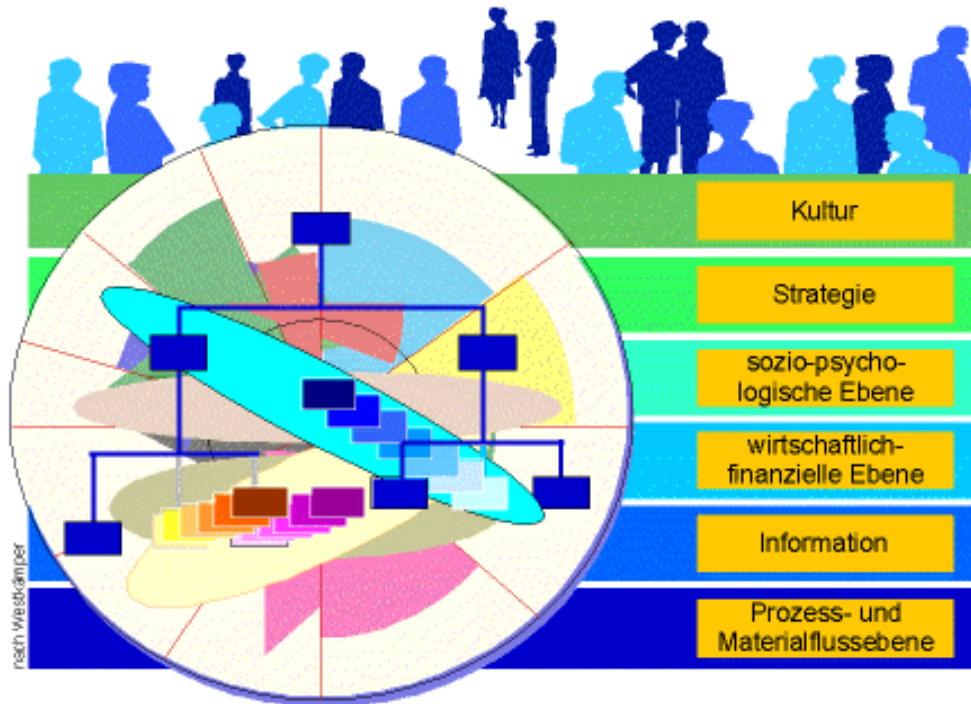 Kultur
Strategie
sozio-psycho-
logische Ebene
wirtschaftlich-
finanzielle Ebene
Information
Prozess- und
Materialflussebene
nach Westkämper